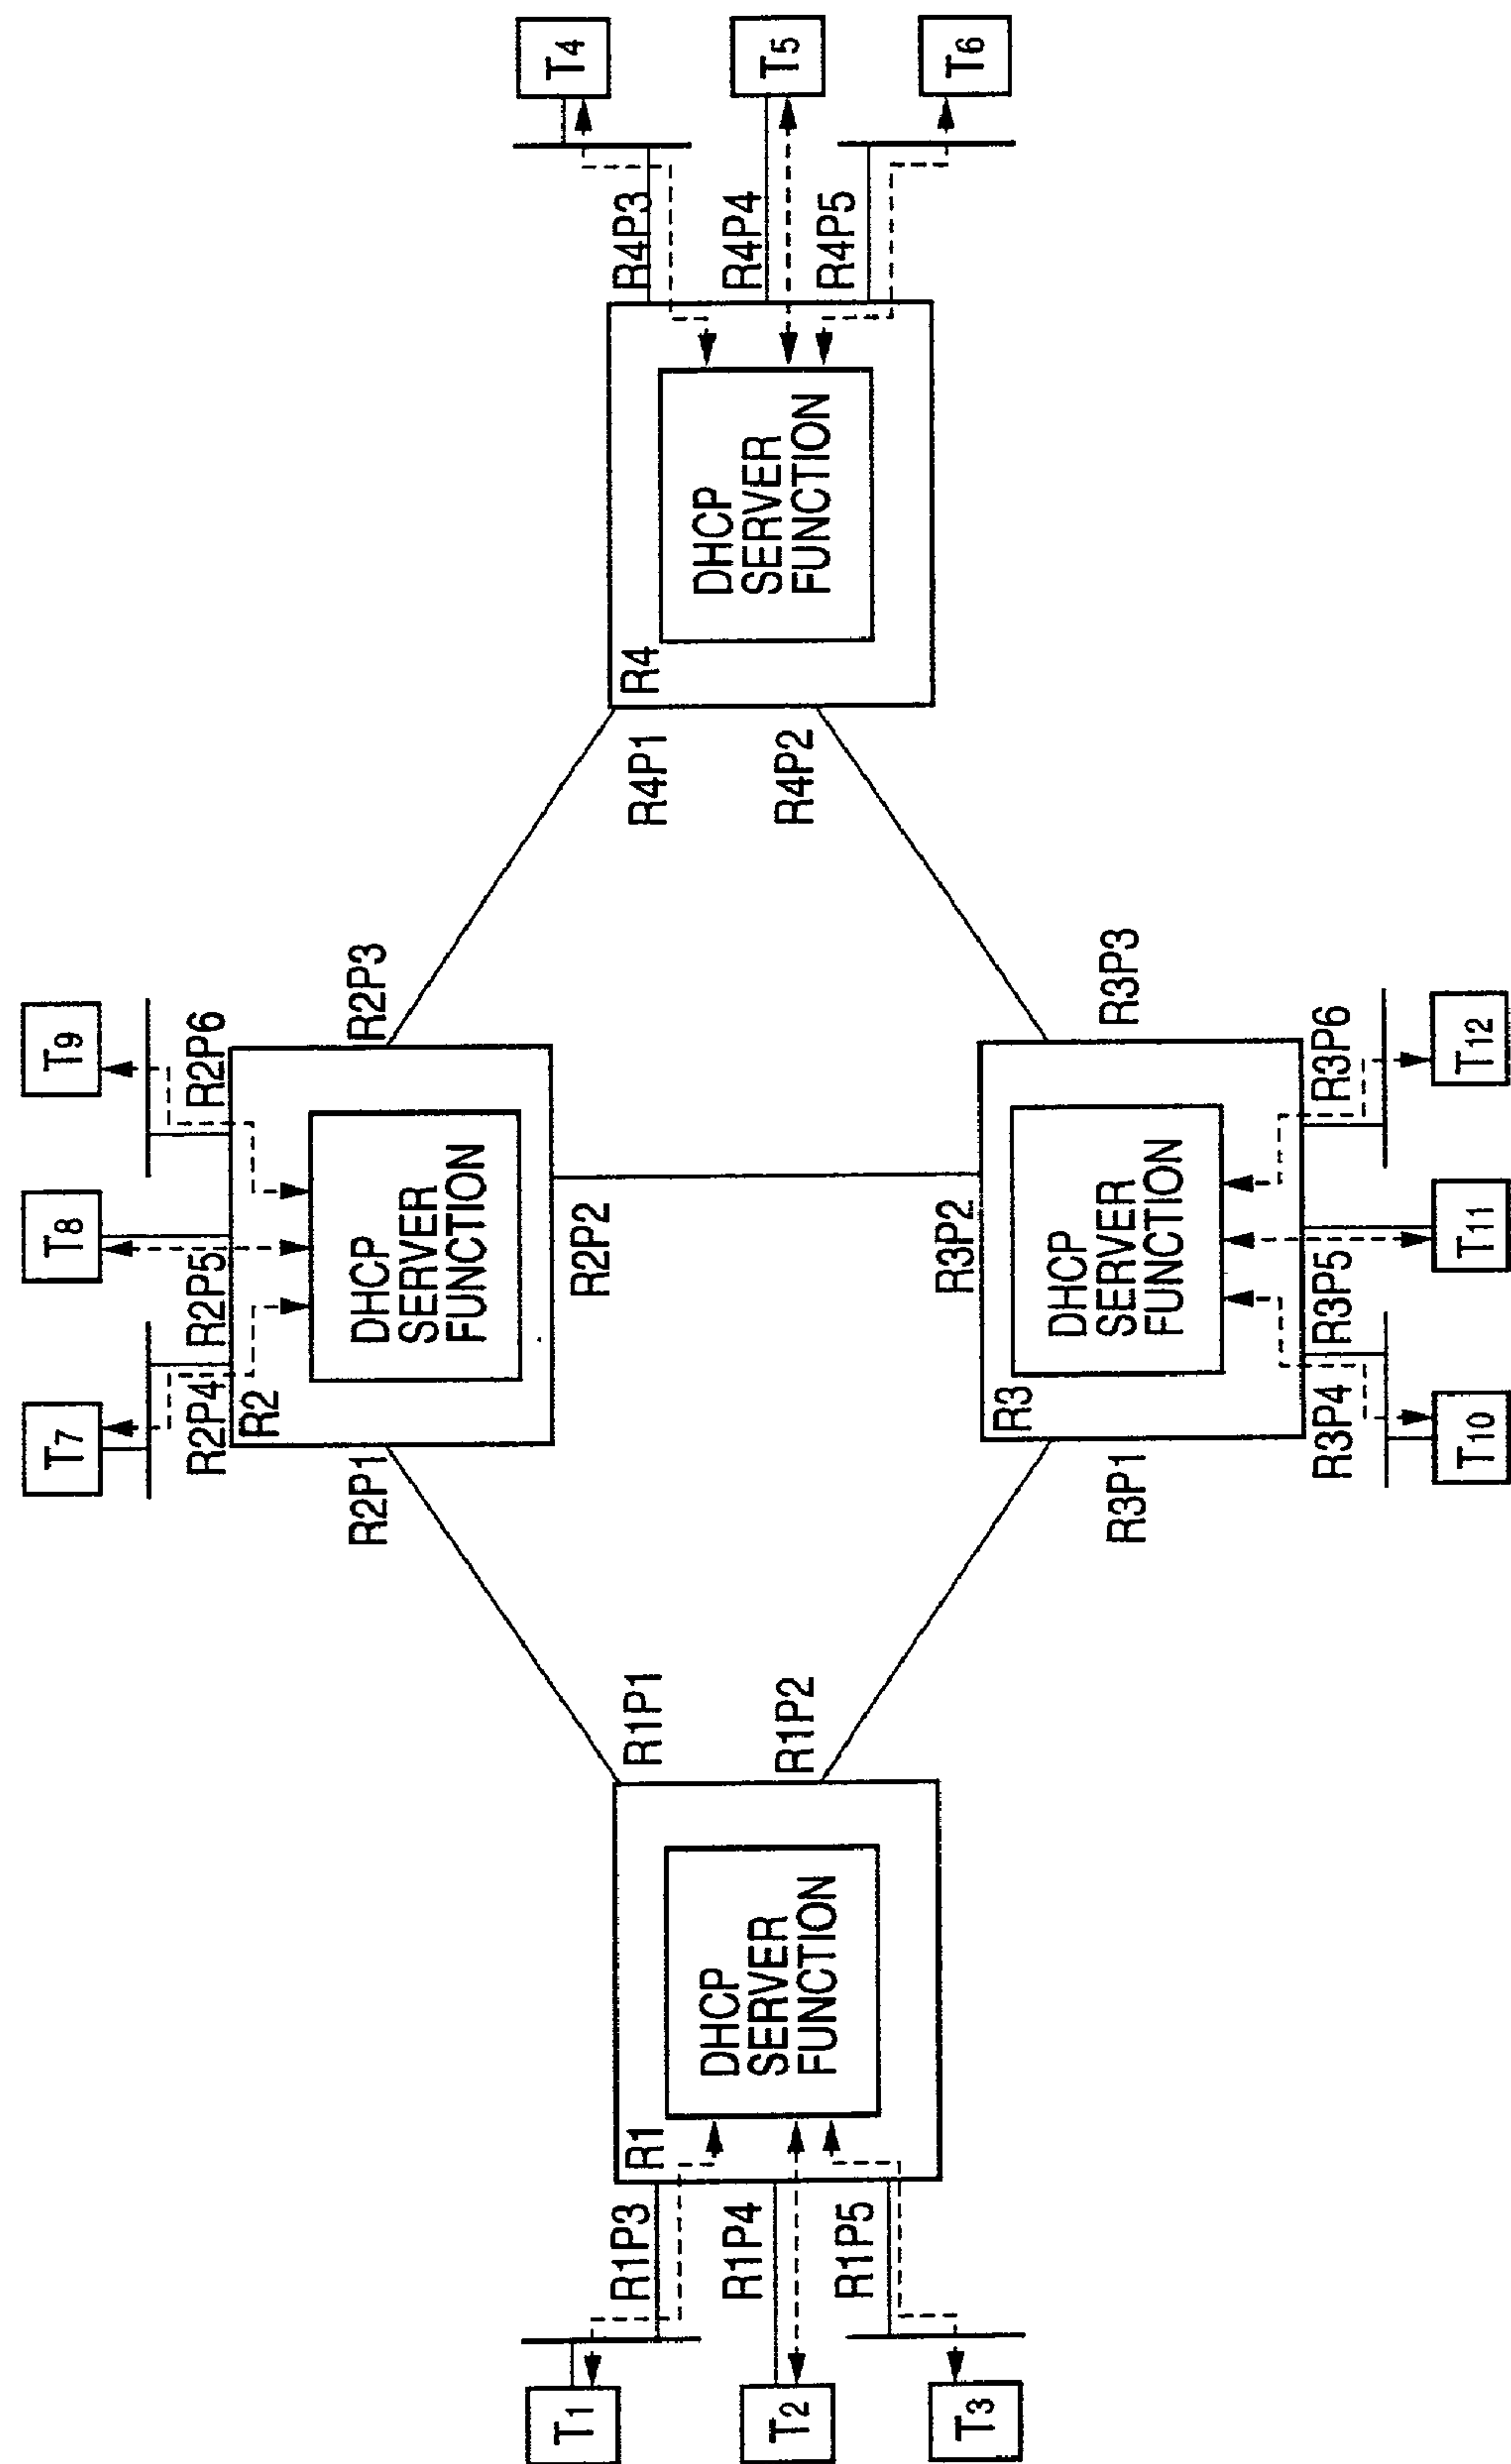 T7
T8
T9
R2P4
R2P5
R2P6
R2
DHCP
SERVER
FUNCTION
R2P1
R2P3
R2P2
T1
T2
T3
R1P3
R1P4
R1P5
R1
DHCP
SERVER
FUNCTION
R1P1
R1P2
R4P1
R4P2
R4
DHCP
SERVER
FUNCTION
R4P3
R4P4
R4P5
T4
T5
T6
R3P2
R3
DHCP
SERVER
FUNCTION
R3P1
R3P3
R3P4
R3P5
R3P6
T10
T11
T12